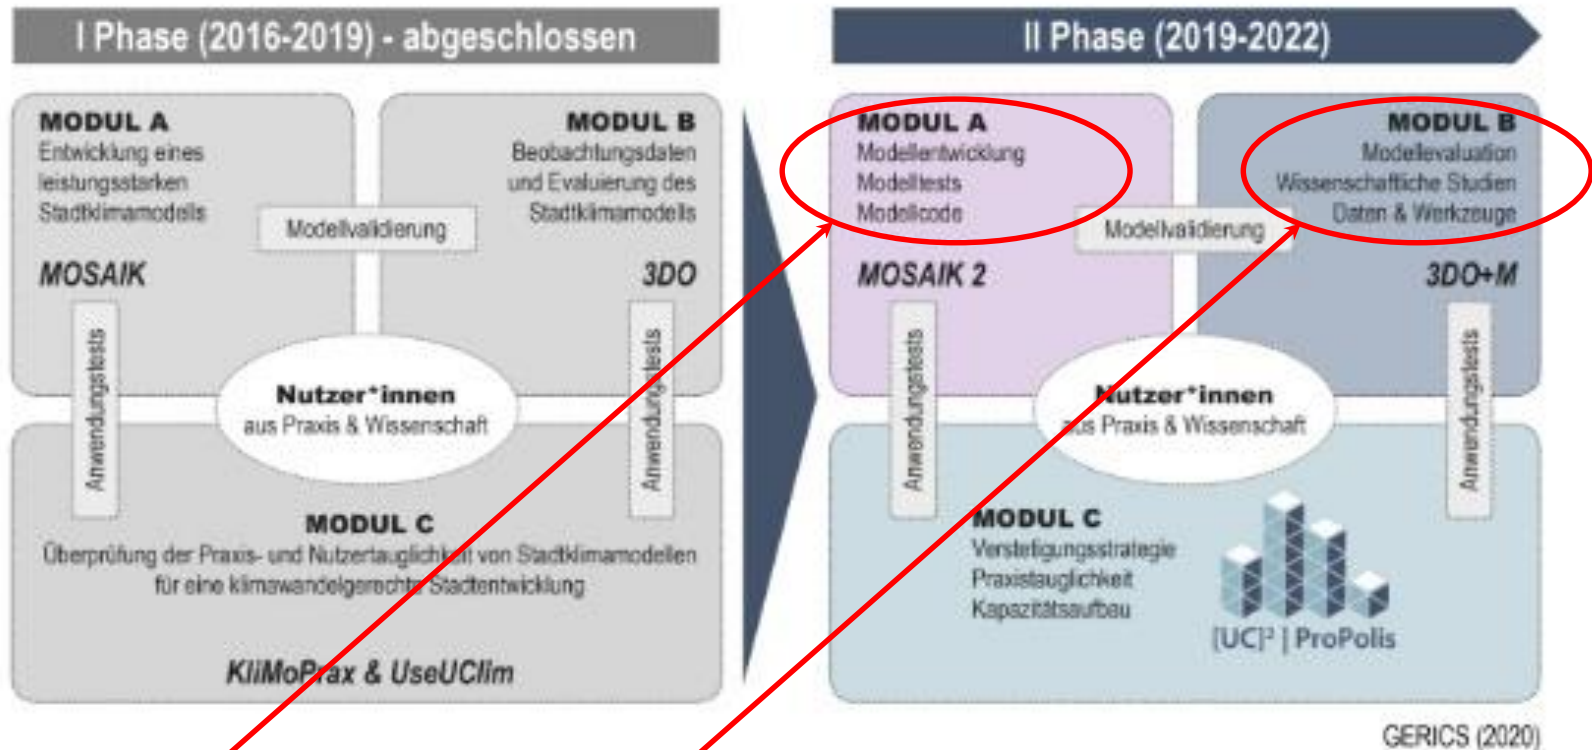 I Phase (2016-2019) - abgeschlossen
MODUL A
Entwicklung eines
leistungsstarken
Stadtklimamodells
MOSAIK
MODUL B
Beobachtungsdaten
und Evaluierung des
Stadtklimamodells
3DO
Modellvalidierung
Anwendungstests
Anwendungstests
Nutzer*innen
aus Praxis & Wissenschaft
MODUL C
Überprüfung der Praxis- und Nutzertauglichkeit von Stadtklimamodellen
für eine klimawandelgerechte Stadtentwicklung
KliMoPrax & UseUClim
II Phase (2019-2022)
MODUL A
Modellentwicklung
Modelltests
Modellcode
MOSAIK 2
MODUL B
Modellevaluation
Wissenschaftliche Studien
Daten & Werkzeuge
3DO+M
Modellvalidierung
Anwendungstests
Anwendungstests
Nutzer*innen
aus Praxis & Wissenschaft
MODUL C
Verstetigungsstrategie
Praxistauglichkeit
Kapazitätsaufbau
[UC]² | ProPolis
GERICS (2020)